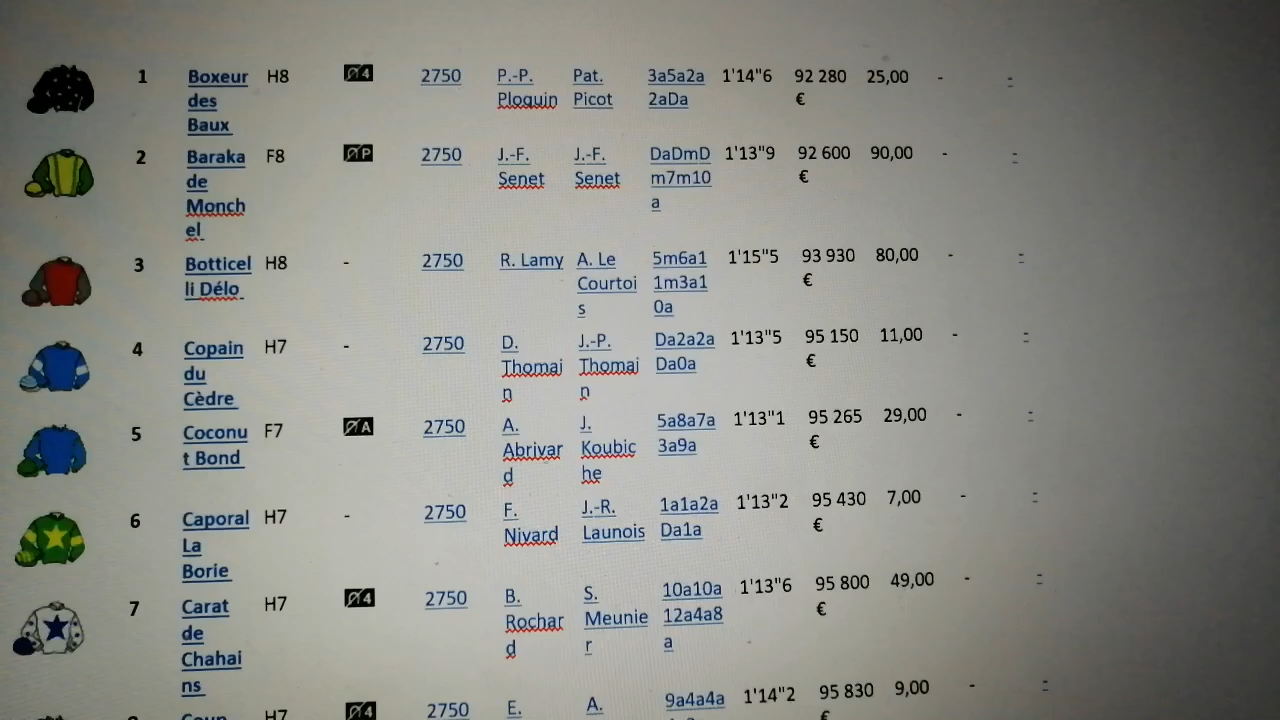 1 Boxeur H8 Ø4 2750 P.-P. Pat. 3a5a2a 1'14"6 92 280 25,00 - -
des Ploquin Picot 2aDa €
Baux
2 Baraka F8 ØP 2750 J.-F. J.-F. DaDmD 1'13"9 92 600 90,00 - -
de Senet Senet m7m10 €
Monch a
el
3 Botticel H8 - 2750 R. Lamy A. Le 5m6a1 1'15"5 93 930 80,00 - -
li Délo Courtoi 1m3a1 €
s 0a
4 Copain H7 - 2750 D. J.-P. Da2a2a 1'13"5 95 150 11,00 - -
du Thomai Thomai Da0a €
Cèdre n n
5 Coconu F7 ØA 2750 A. J. 5a8a7a 1'13"1 95 265 29,00 - -
t Bond Abrivar Koubic 3a9a €
d he
6 Caporal H7 - 2750 F. J.-R. 1a1a2a 1'13"2 95 430 7,00 - -
La Nivard Launois Da1a €
Borie
7 Carat H7 Ø4 2750 B. S. 10a10a 1'13"6 95 800 49,00 - -
de Rochar Meunie 12a4a8 €
Chahai d r a
ns
H7 Ø4 2750 E. A. 9a4a4a 1'14"2 95 830 9,00 - -
€